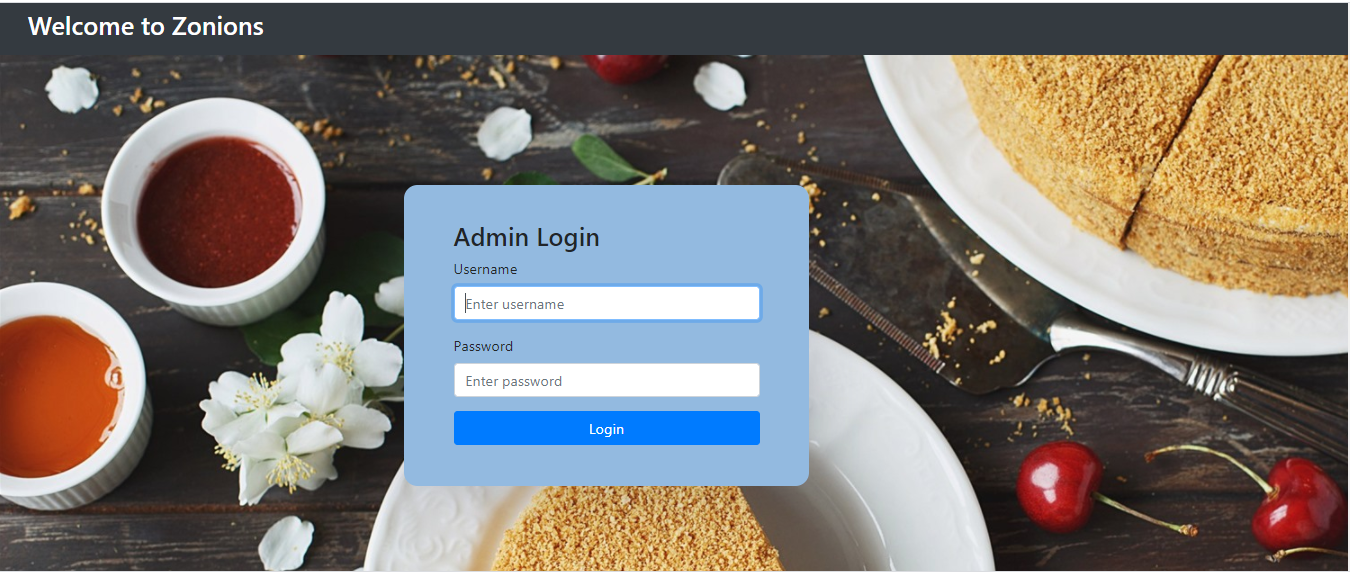 Welcome to Zonions
Admin Login
Username
Enter username
Password
Enter password
Login